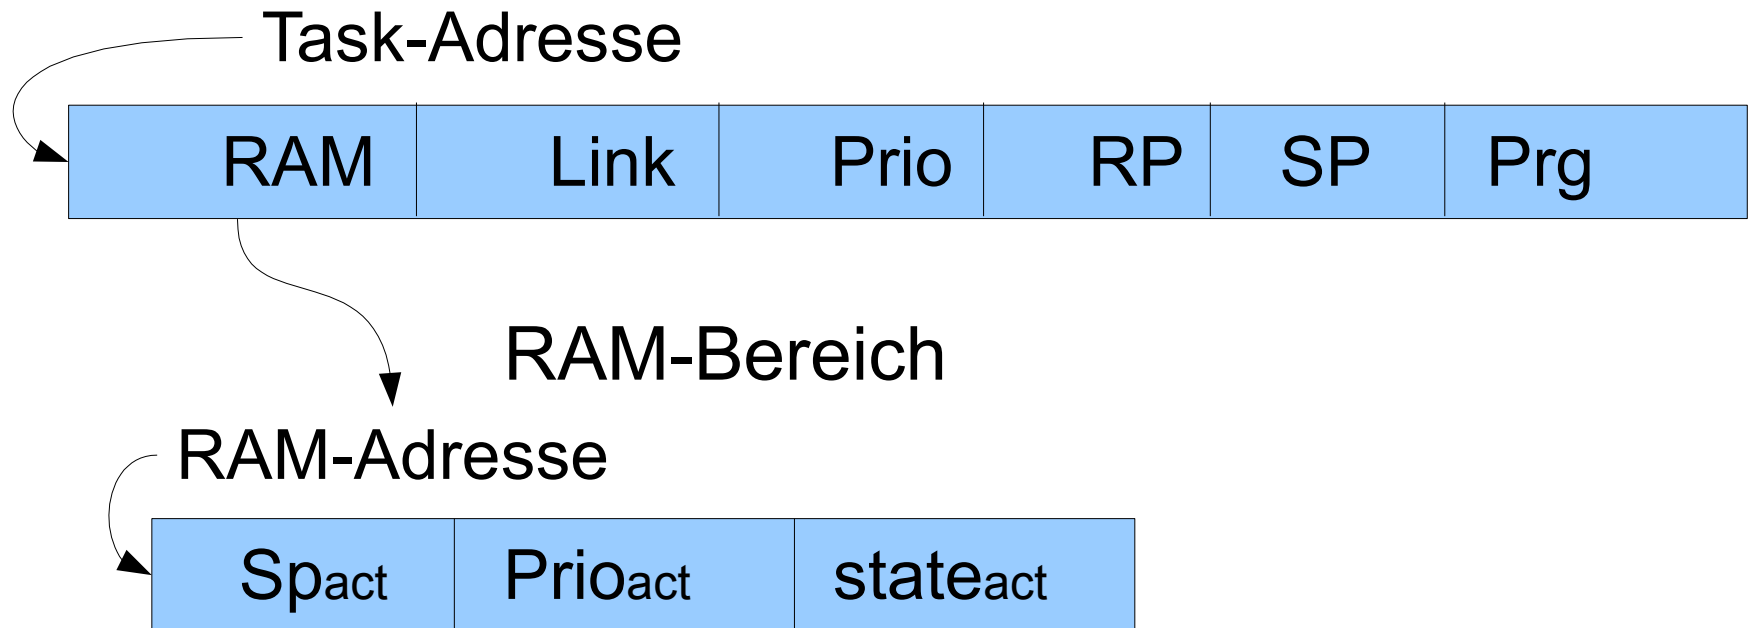 Task-Adresse
RAM Link Prio RP SP Prg
RAM-Bereich
RAM-Adresse
Spact Prioact stateact